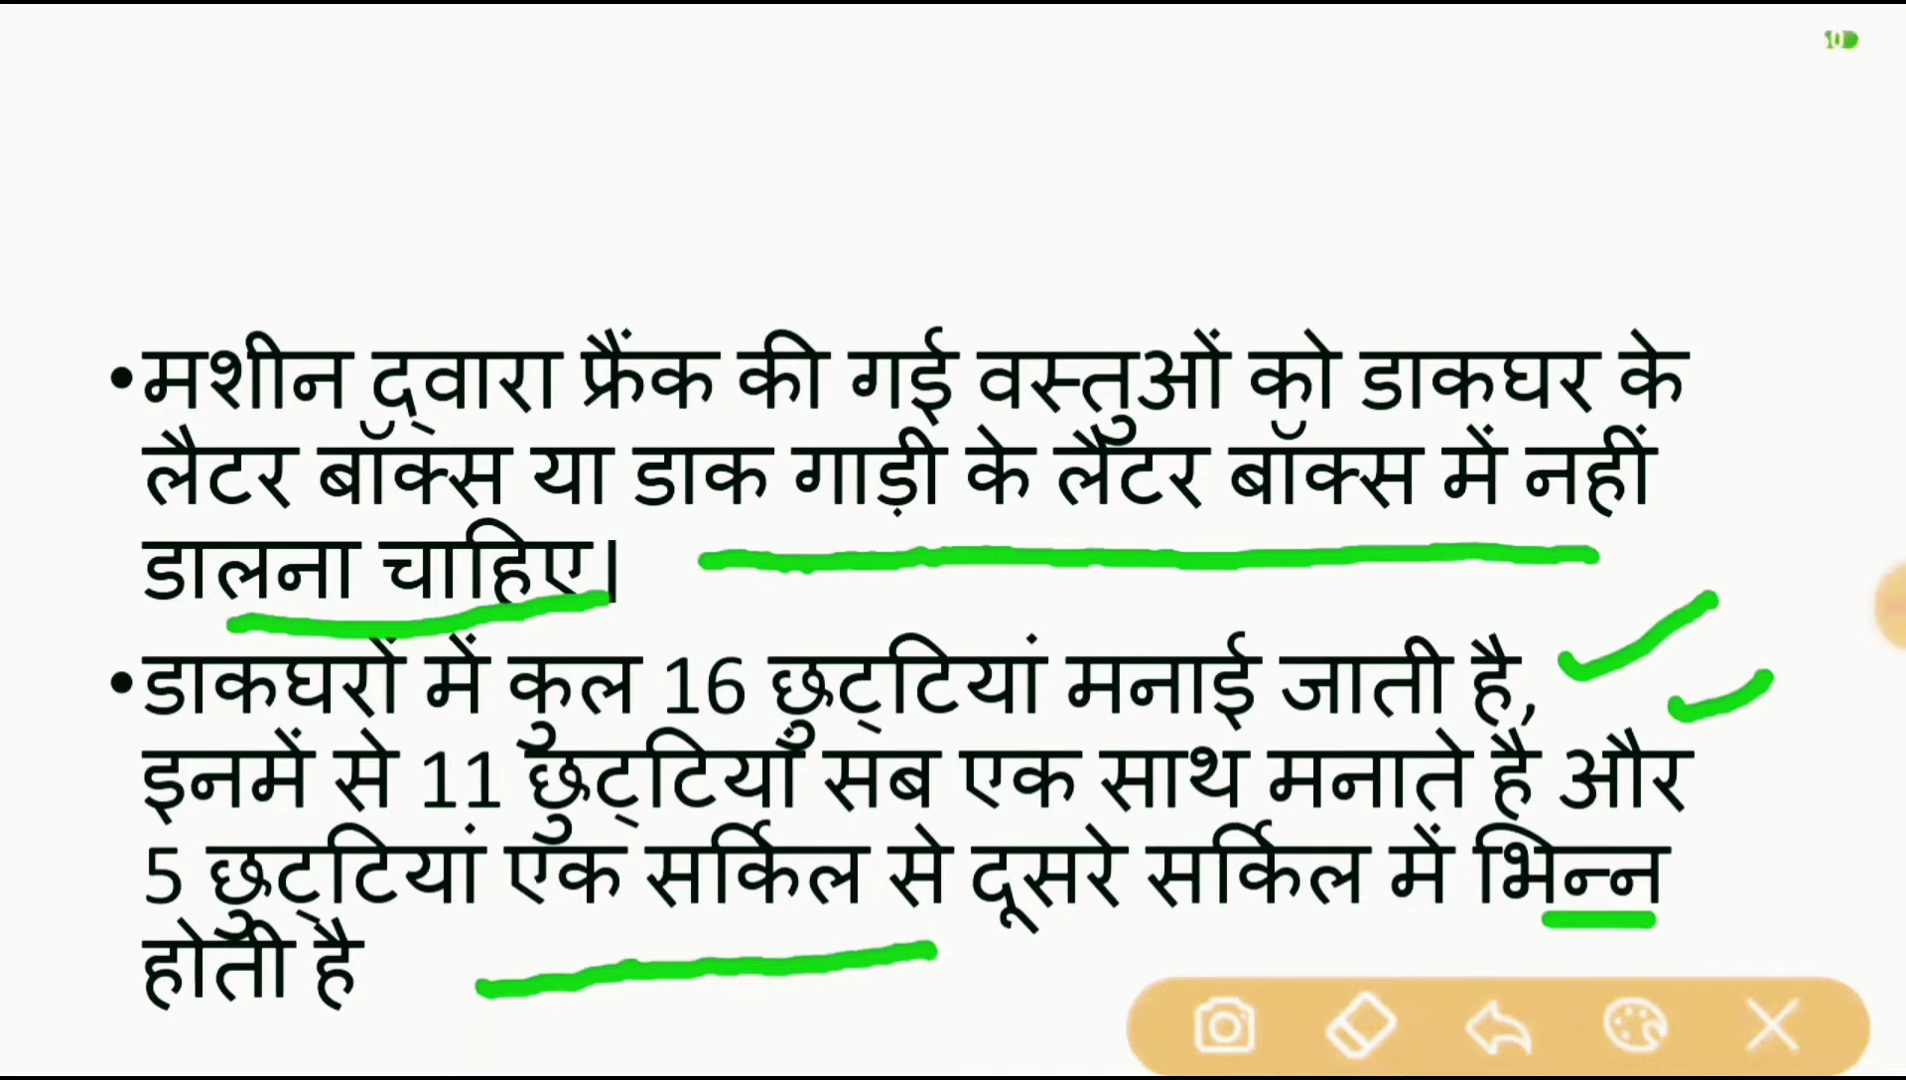 •मशीन द्वारा फ्रैंक की गई वस्तुओं को डाकघर के
लैटर बॉक्स या डाक गाड़ी के लैटर बॉक्स में नहीं
डालना चाहिए।
•डाकघरों में कुल 16 छुट्टियां मनाई जाती है,
इनमें से 11 छुट्टियां सब एक साथ मनाते है और
5 छुट्टियां एक सर्किल से दूसरे सर्किल में भिन्न
होती है